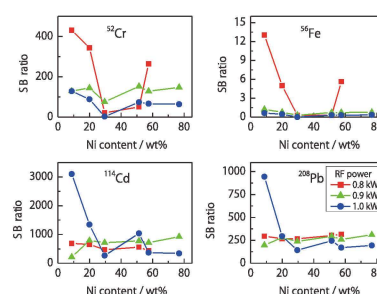 52Cr
400
200
0
SB ratio
0 20 40 60 80
Ni content / wt%
56Fe
15
12
9
6
3
0
SB ratio
0 20 40 60 80
Ni content / wt%
114Cd
3000
2000
1000
0
SB ratio
0 20 40 60 80
Ni content / wt%
208Pb
1000
750
500
250
0
SB ratio
0 20 40 60 80
Ni content / wt%
RF power
0.8 kW
0.9 kW
1.0 kW